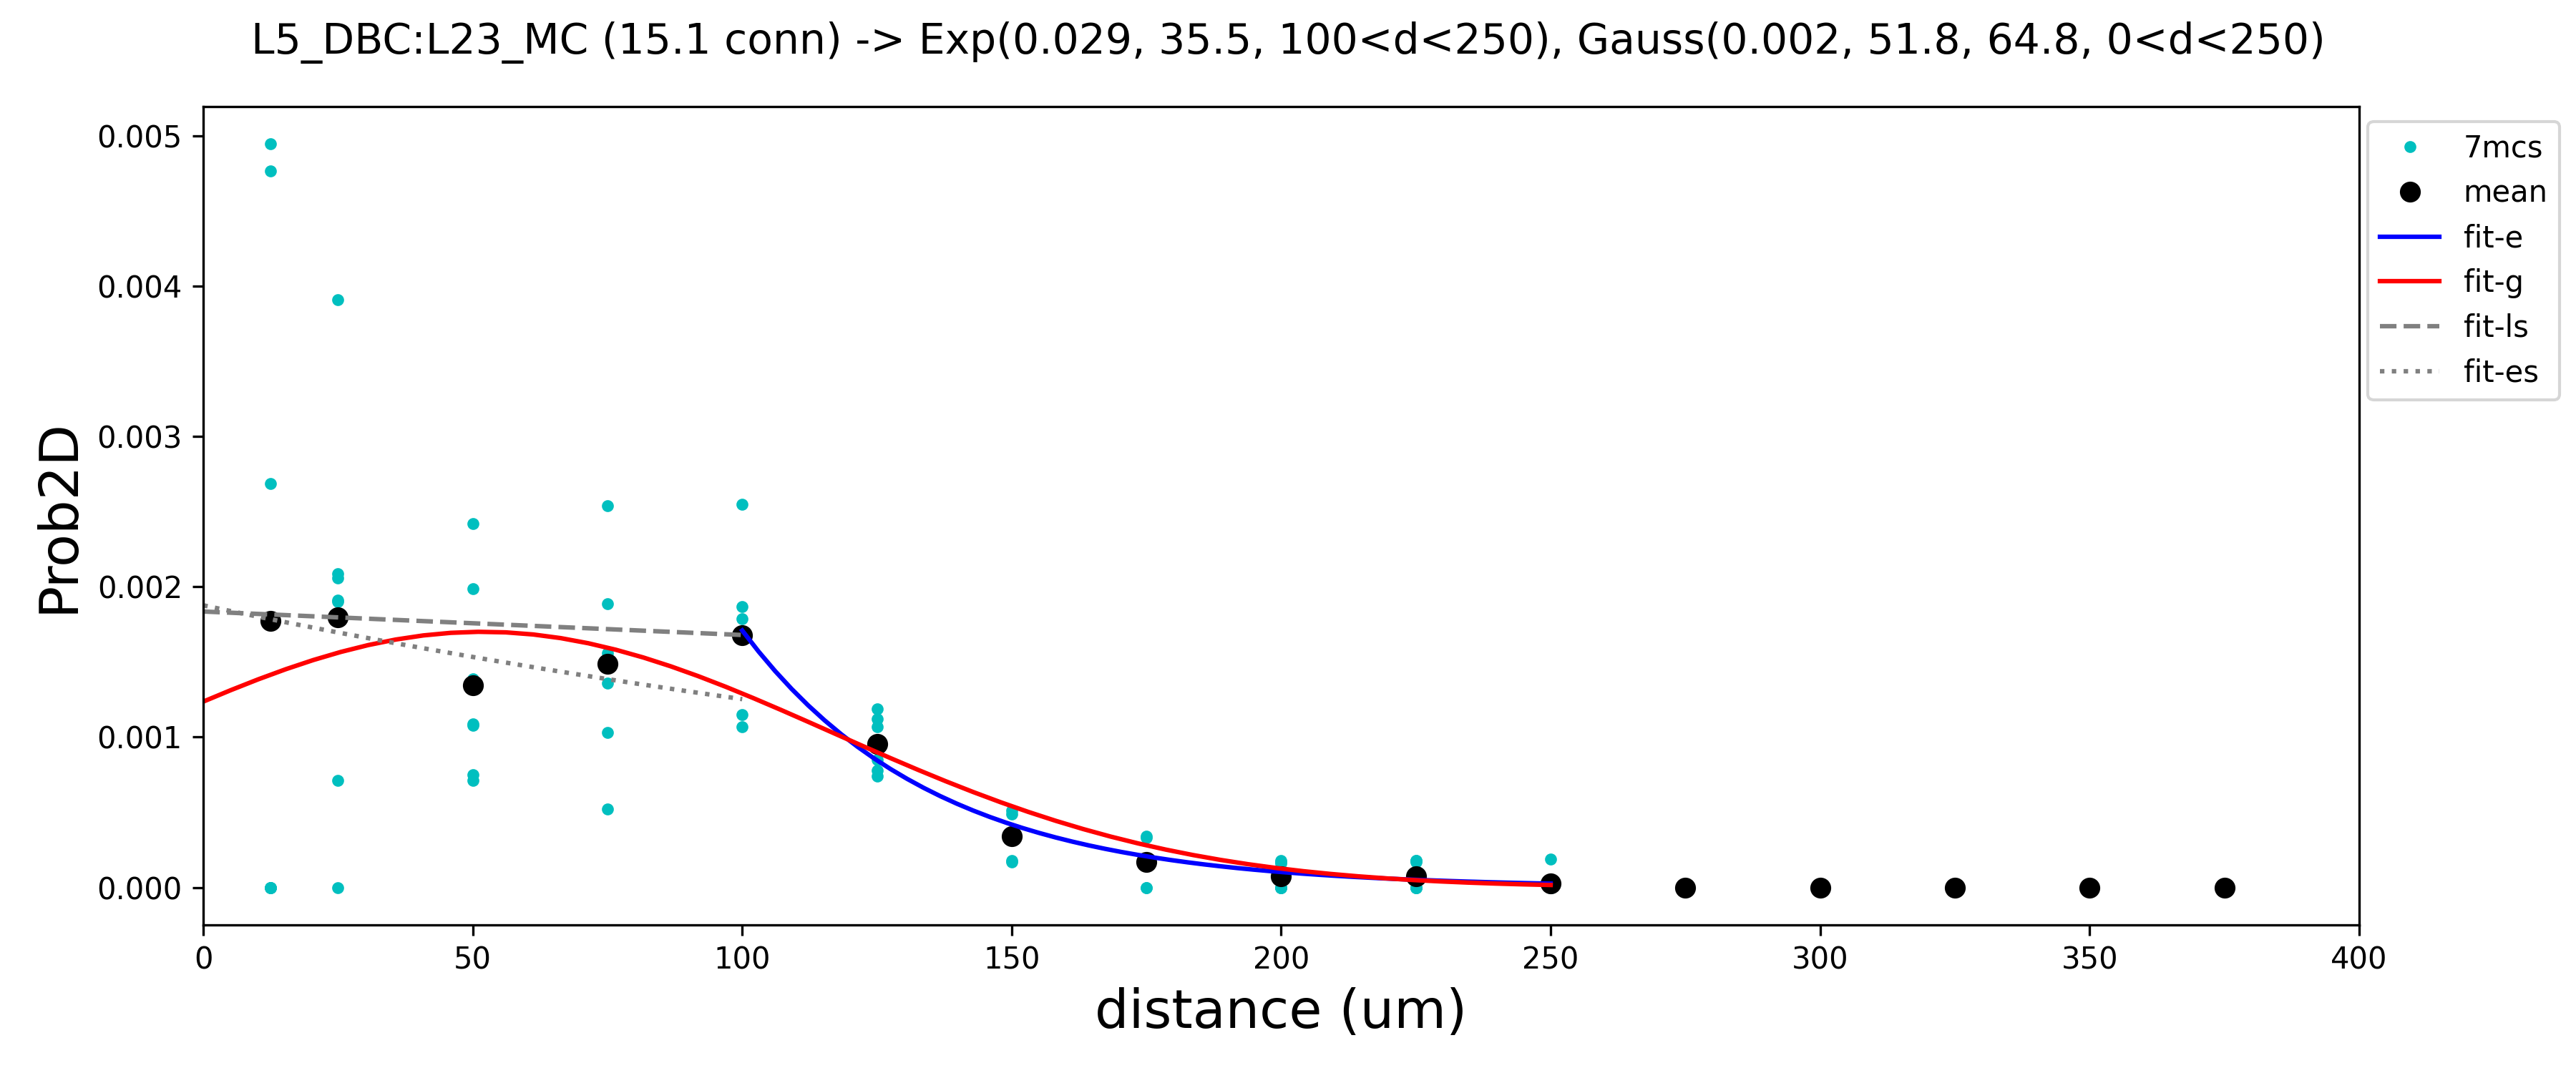 L5_DBC:L23_MC (15.1 conn) -> Exp(0.029, 35.5, 100<d<250), Gauss(0.002, 51.8, 64.8, 0<d<250)
0.005
0.004
0.003
0.002
0.001
0.000
Prob2D
0 50 100 150 200 250 300 350 400
distance (um)
7mcs
mean
fit-e
fit-g
fit-ls
fit-es